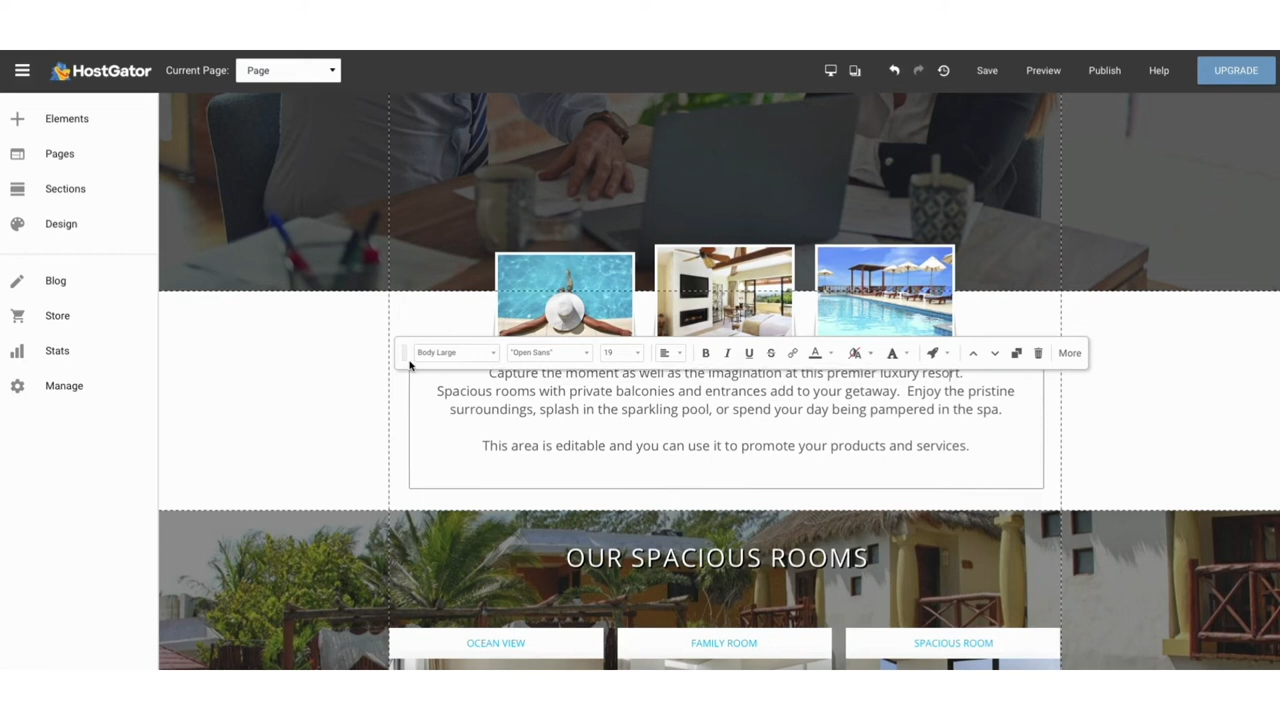 HostGator Current Page: Page Save Preview Publish Help UPGRADE
Elements
Pages
Sections
Design
Blog
Store
Stats
Manage
Body Large "Open Sans" 19 B I U S A A More
Capture the moment as well as the imagination at this premier luxury resort.
Spacious rooms with private balconies and entrances add to your getaway. Enjoy the pristine
surroundings, splash in the sparkling pool, or spend your day being pampered in the spa.
This area is editable and you can use it to promote your products and services.
OUR SPACIOUS ROOMS
OCEAN VIEW FAMILY ROOM SPACIOUS ROOM